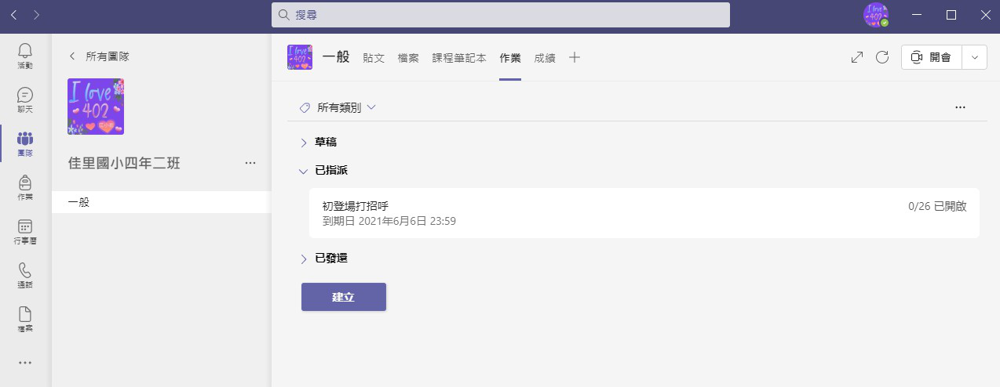 搜尋
I love
402
活動
聊天
團隊
作業
行事曆
通話
檔案
所有團隊
I love
402
佳里國小四年二班
一般
I love
402
一般 貼文 檔案 課程筆記本 作業 成績
開會
所有類別
草稿
已指派
初登場打招呼
到期日 2021年6月6日 23:59
0/26 已開啟
已發還
建立